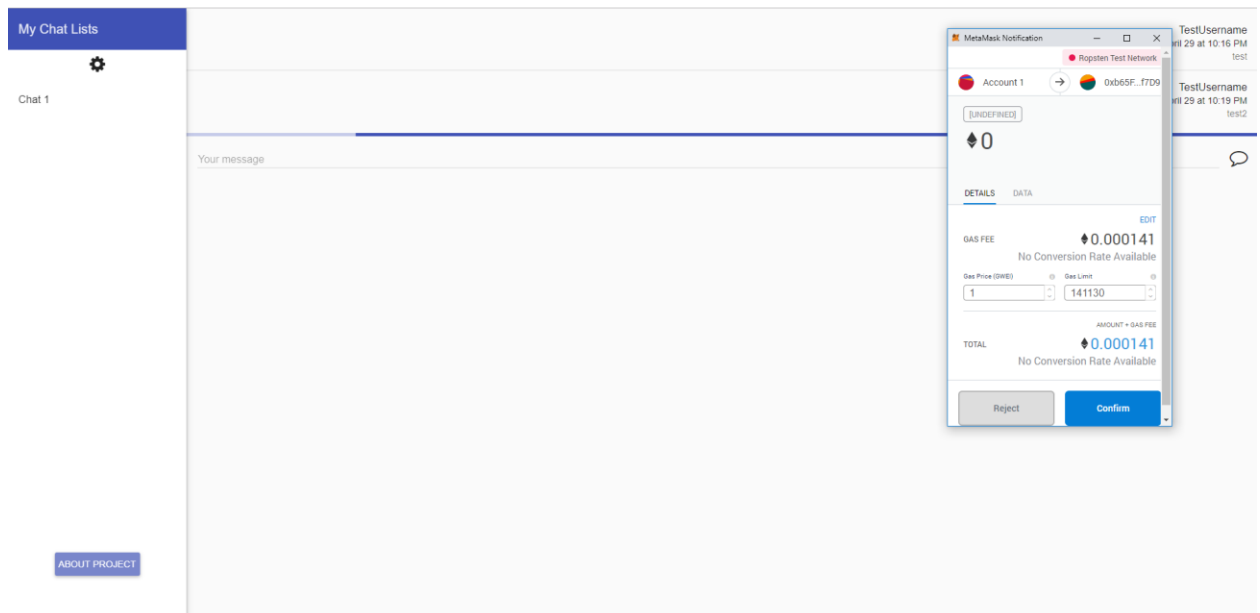 My Chat Lists
Chat 1
ABOUT PROJECT
TestUsername
ril 29 at 10:16 PM
test
TestUsername
ril 29 at 10:19 PM
test2
Your message
MetaMask Notification
Ropsten Test Network
Account 1
0xb65F...f7D9
[UNDEFINED]
0
DETAILS DATA
EDIT
GAS FEE 0.000141
No Conversion Rate Available
Gas Price (GWEI) Gas Limit
1 141130
AMOUNT + GAS FEE
TOTAL 0.000141
No Conversion Rate Available
Reject Confirm